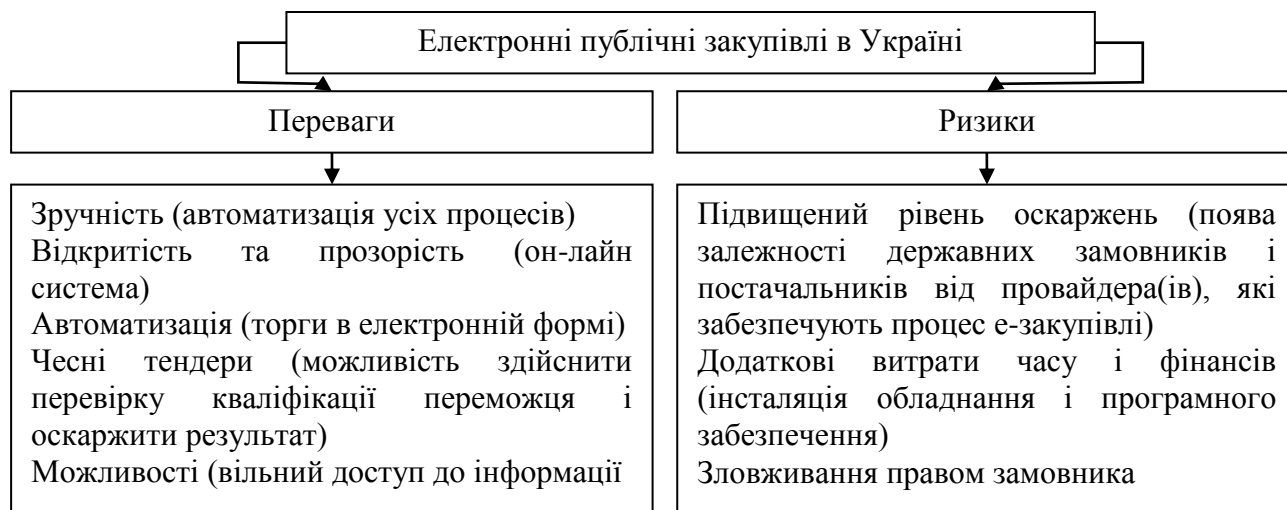 Електронні публічні закупівлі в Україні
Переваги
Ризики
Зручність (автоматизація усіх процесів)
Відкритість та прозорість (он-лайн
система)
Автоматизація (торги в електронній формі)
Чесні тендери (можливість здійснити
перевірку кваліфікації переможця і
оскаржити результат)
Можливості (вільний доступ до інформації
Підвищений рівень оскаржень (поява
залежності державних замовників і
постачальників від провайдера(ів), які
забезпечують процес е-закупівлі)
Додаткові витрати часу і фінансів
(інсталяція обладнання і програмного
забезпечення)
Зловживання правом замовника